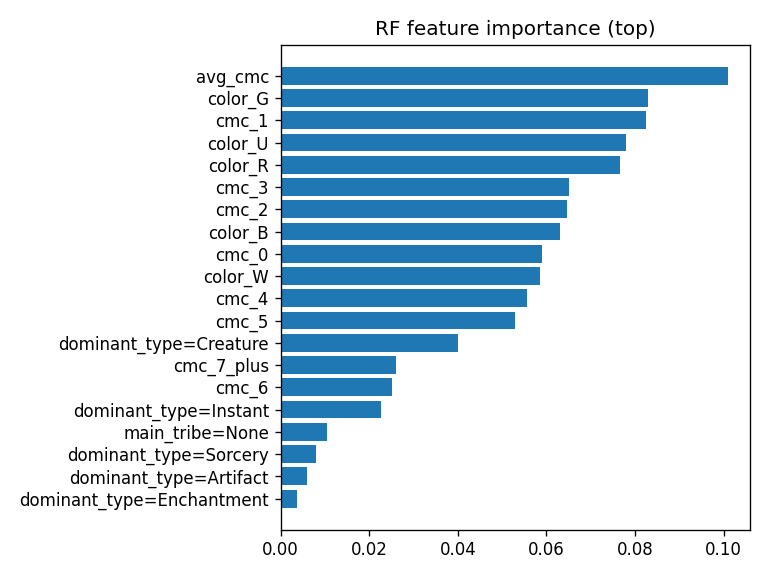 RF feature importance (top)
avg_cmc
color_G
cmc_1
color_U
color_R
cmc_3
cmc_2
color_B
cmc_0
color_W
cmc_4
cmc_5
dominant_type=Creature
cmc_7_plus
cmc_6
dominant_type=Instant
main_tribe=None
dominant_type=Sorcery
dominant_type=Artifact
dominant_type=Enchantment
0.00 0.02 0.04 0.06 0.08 0.10